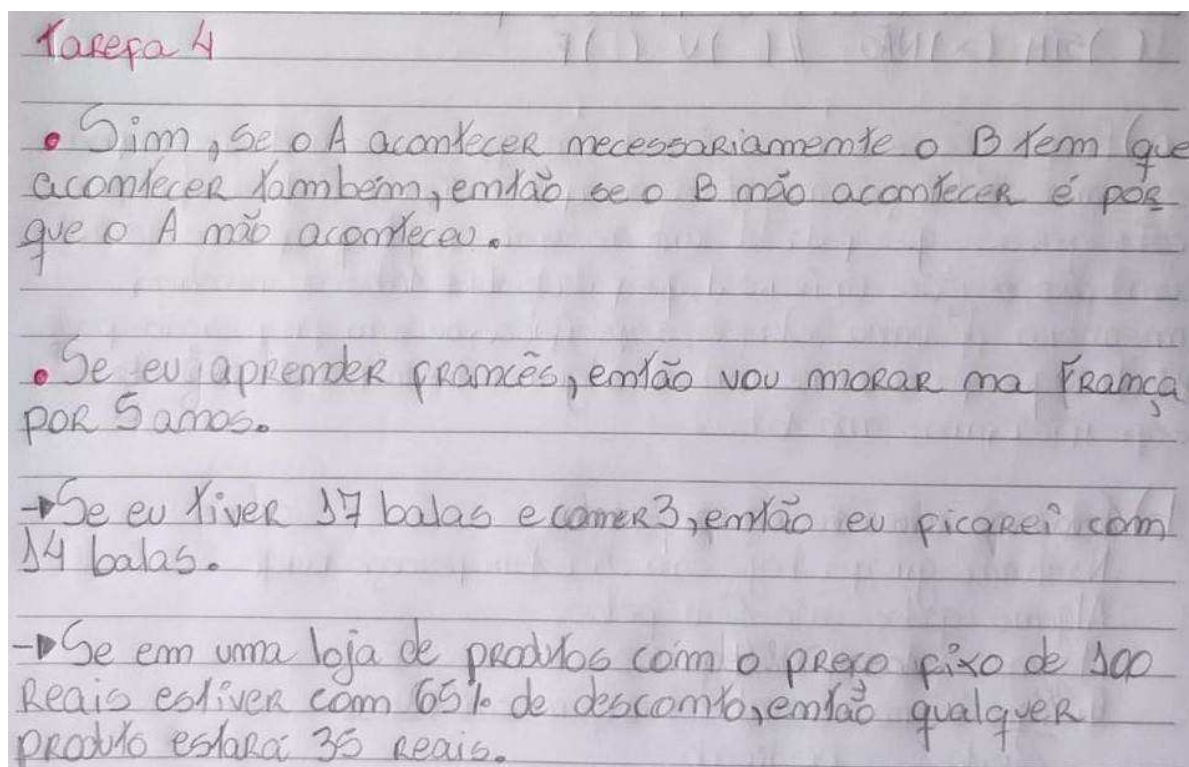 Tarefa 4
• Sim, se o A acontecer necessariamente o B tem que
acontecer também, então se o B não acontecer é por
que o A não aconteceu.
• Se eu aprender francês, então vou morar na França
por 5 anos.
→ Se eu tiver 17 balas e comer 3, então eu ficarei com
14 balas.
→ Se em uma loja de produtos com o preço fixo de 100
Reais estiver com 65% de desconto, então qualquer
produto estará 35 reais.